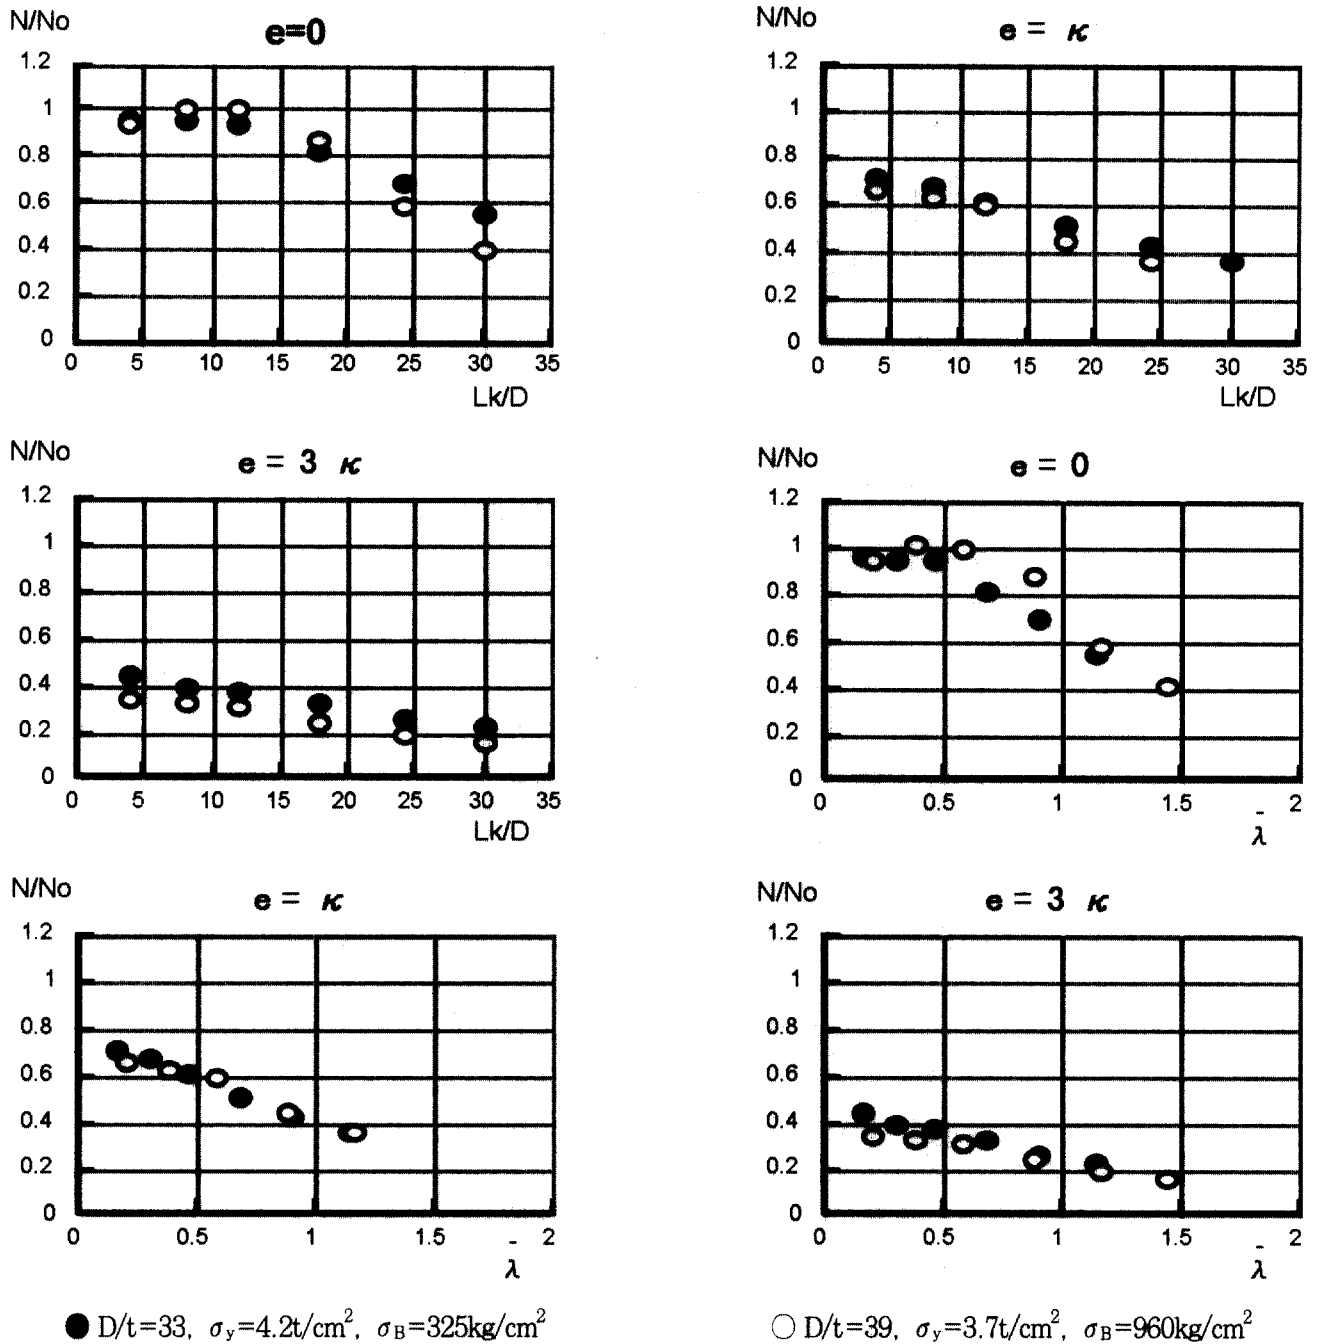 N/No
e=0
1.2
1
0.8
0.6
0.4
0.2
0
0 5 10 15 20 25 30 35
Lk/D
N/No
e = κ
1.2
1
0.8
0.6
0.4
0.2
0
0 5 10 15 20 25 30 35
Lk/D
N/No
e = 3 κ
1.2
1
0.8
0.6
0.4
0.2
0
0 5 10 15 20 25 30 35
Lk/D
N/No
e = 0
1.2
1
0.8
0.6
0.4
0.2
0
0 0.5 1 1.5 2
λ̄
N/No
e = κ
1.2
1
0.8
0.6
0.4
0.2
0
0 0.5 1 1.5 2
λ̄
N/No
e = 3 κ
1.2
1
0.8
0.6
0.4
0.2
0
0 0.5 1 1.5 2
λ̄
● D/t=33, σy=4.2t/cm², σB=325kg/cm²
○ D/t=39, σy=3.7t/cm², σB=960kg/cm²